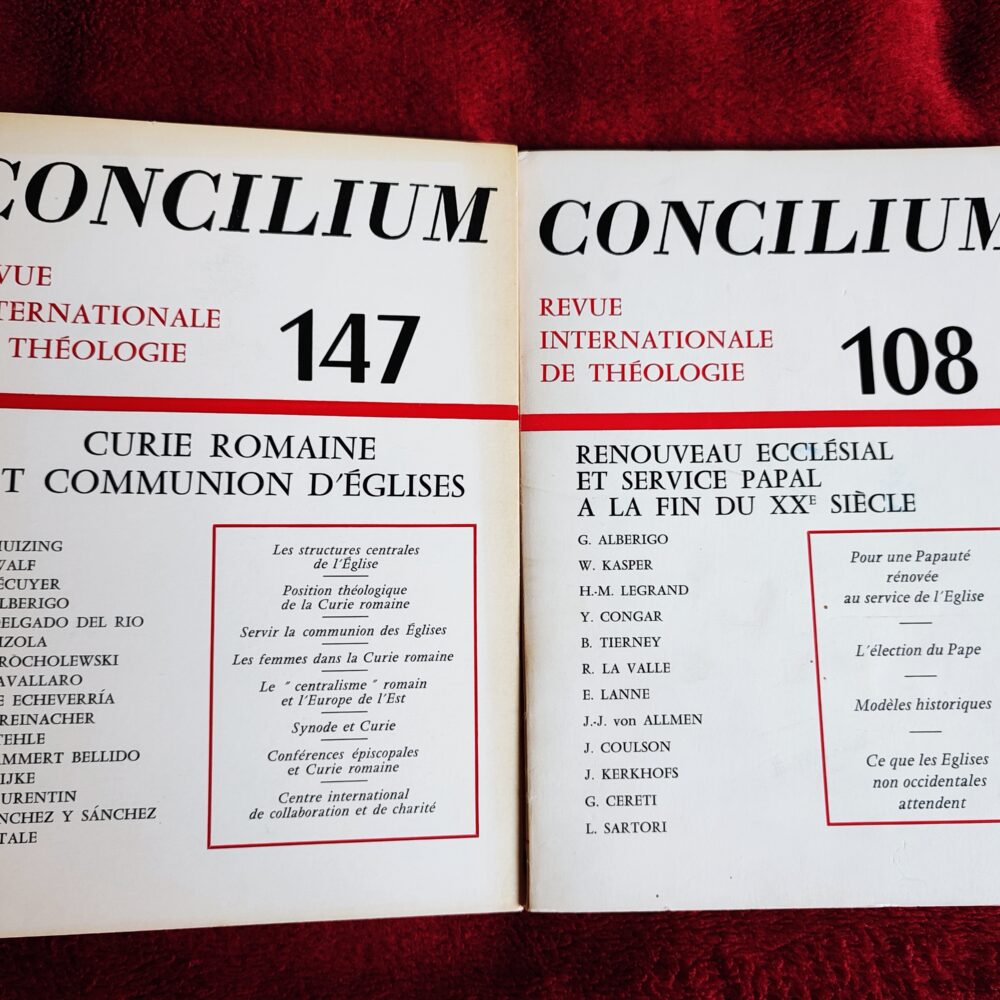 CONCILIUM
VUE
TERNATIONALE
THÉOLOGIE
147
CURIE ROMAINE
T COMMUNION D'ÉGLISES
HUIZING
WALF
ÉCUYER
LBERIGO
DELGADO DEL RIO
IZOLA
ROCHOLEWSKI
AVALLARO
E ECHEVERRÍA
REINACHER
TEHLE
AMMERT BELLIDO
IJKE
AURENTIN
NCHEZ Y SÁNCHEZ
TALE
Les structures centrales
de l'Église
Position théologique
de la Curie romaine
Servir la communion des Églises
Les femmes dans la Curie romaine
Le " centralisme " romain
et l'Europe de l'Est
Synode et Curie
Conférences épiscopales
et Curie romaine
Centre international
de collaboration et de charité
CONCILIUM
REVUE
INTERNATIONALE
DE THÉOLOGIE
108
RENOUVEAU ECCLÉSIAL
ET SERVICE PAPAL
A LA FIN DU XXE SIÈCLE
G. ALBERIGO
W. KASPER
H.-M. LEGRAND
Y. CONGAR
B. TIERNEY
R. LA VALLE
E. LANNE
J.-J. von ALLMEN
J. COULSON
J. KERKHOFS
G. CERETI
L. SARTORI
Pour une Papauté
rénovée
au service de l'Eglise
L'élection du Pape
Modèles historiques
Ce que les Eglises
non occidentales
attendent